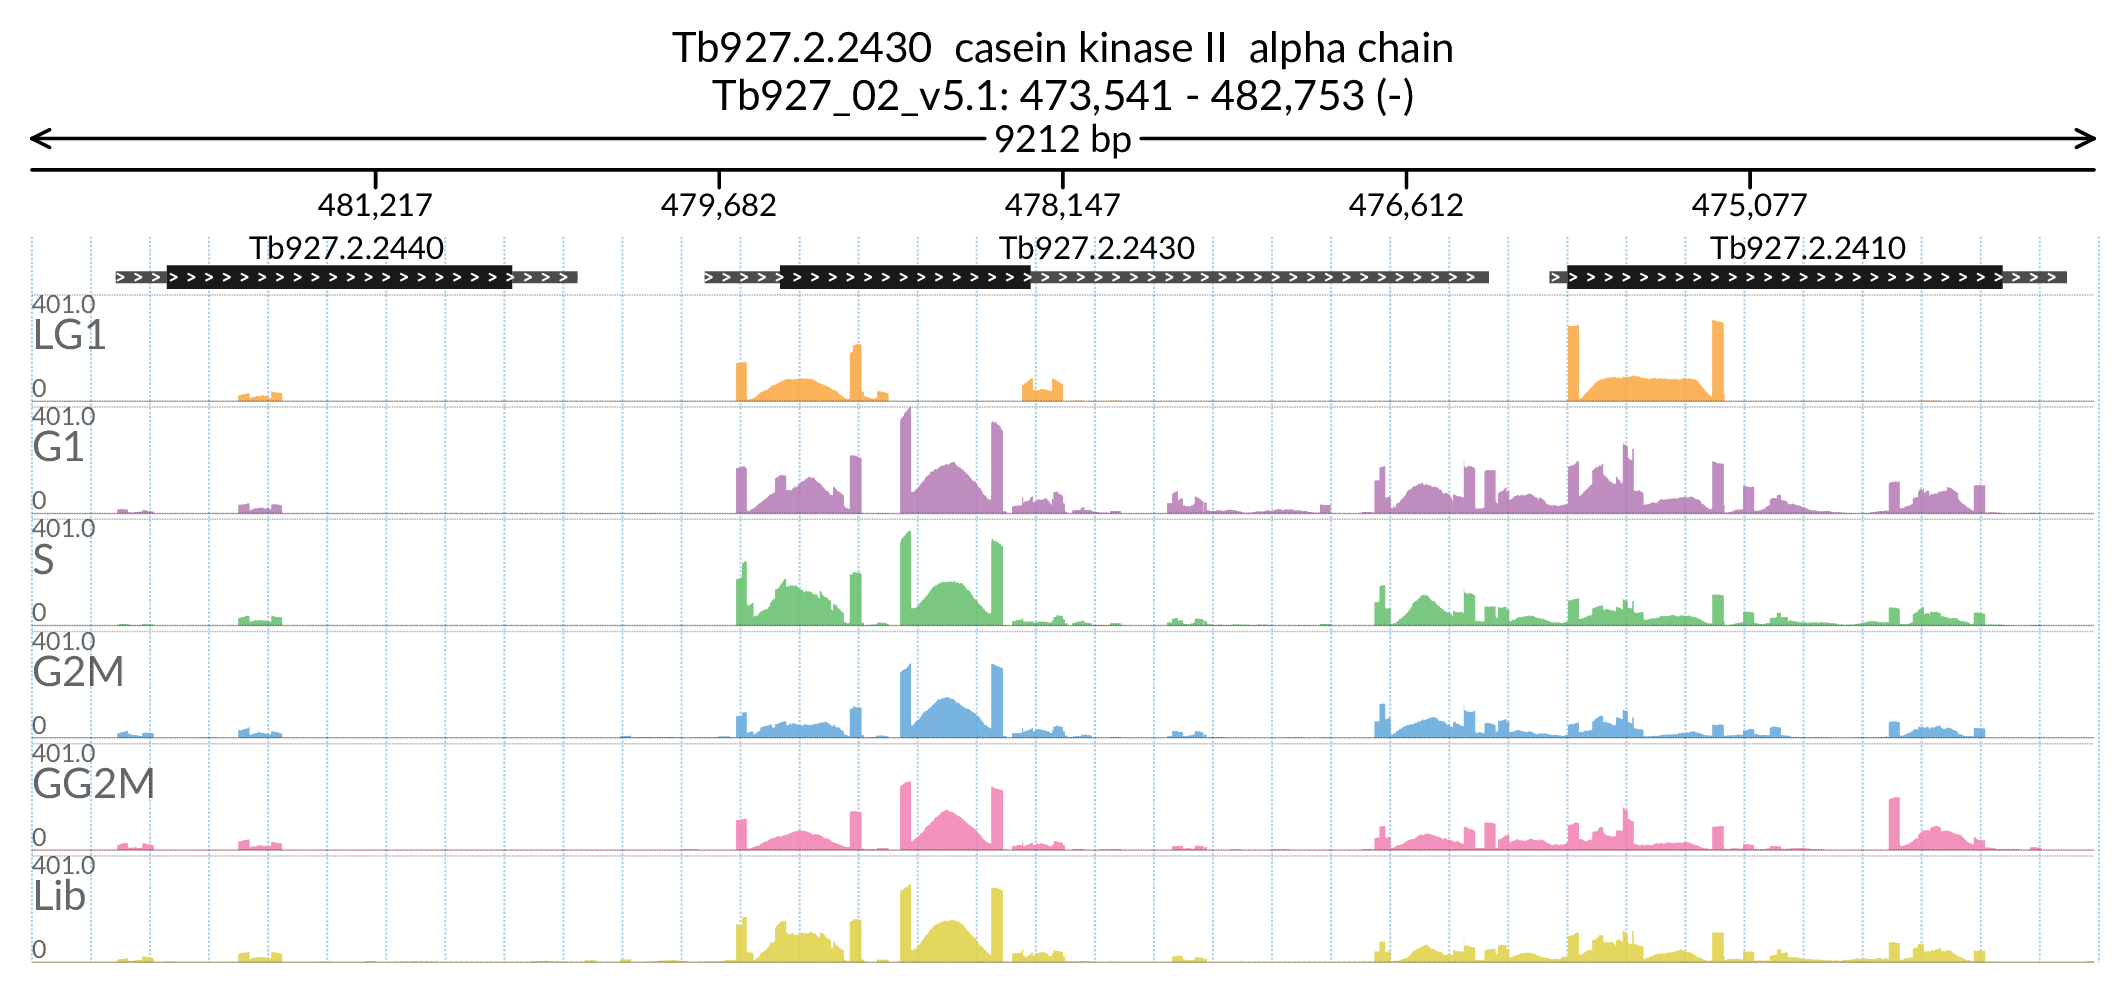 Tb927.2.2430  casein kinase II  alpha chain
Tb927_02_v5.1: 473,541 - 482,753 (-)
9212 bp
481,217 479,682 478,147 476,612 475,077
Tb927.2.2440 Tb927.2.2430 Tb927.2.2410
401.0
LG1
0
401.0
G1
0
401.0
S
0
401.0
G2M
0
401.0
GG2M
0
401.0
Lib
0